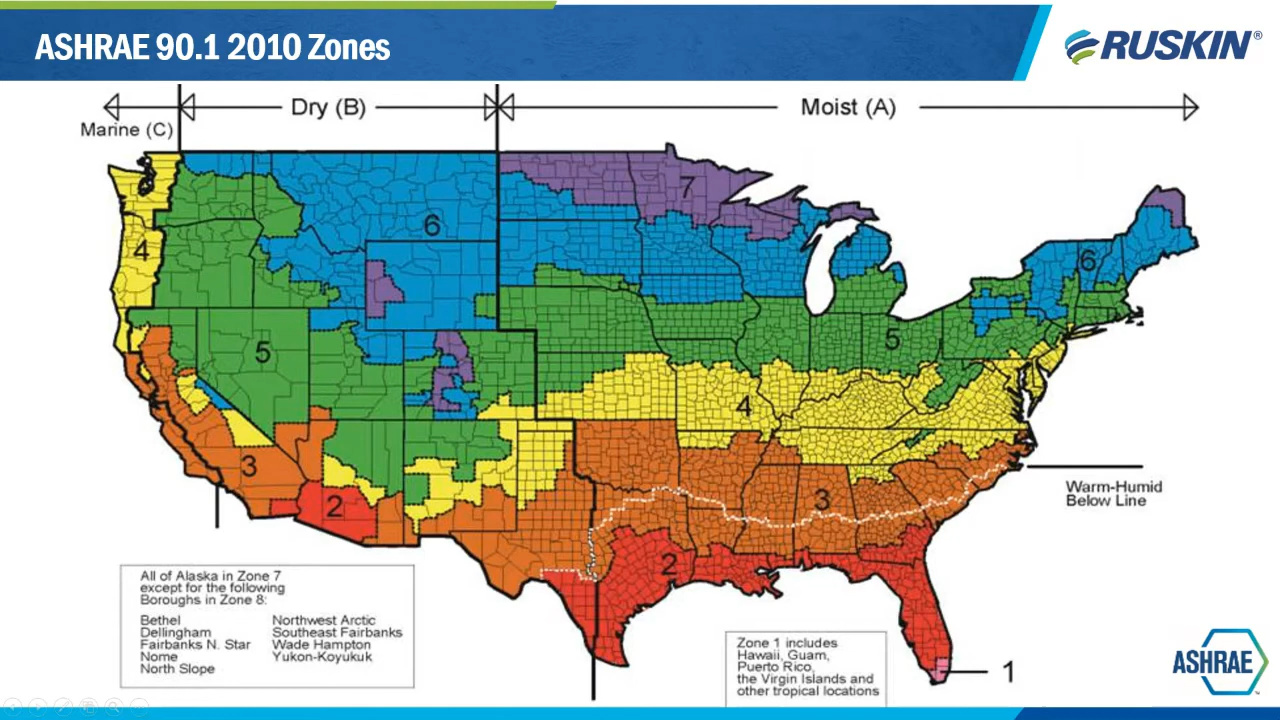 ASHRAE 90.1 2010 Zones
RUSKIN®
Marine (C)
Dry (B)
Moist (A)
7
6
4
6
5
5
4
3
3
2
2
1
Warm-Humid
Below Line
All of Alaska in Zone 7
except for the following
Boroughs in Zone 8:
Bethel
Dellingham
Fairbanks N. Star
Nome
North Slope
Northwest Arctic
Southeast Fairbanks
Wade Hampton
Yukon-Koyukuk
Zone 1 includes
Hawaii, Guam,
Puerto Rico,
the Virgin Islands and
other tropical locations
ASHRAE